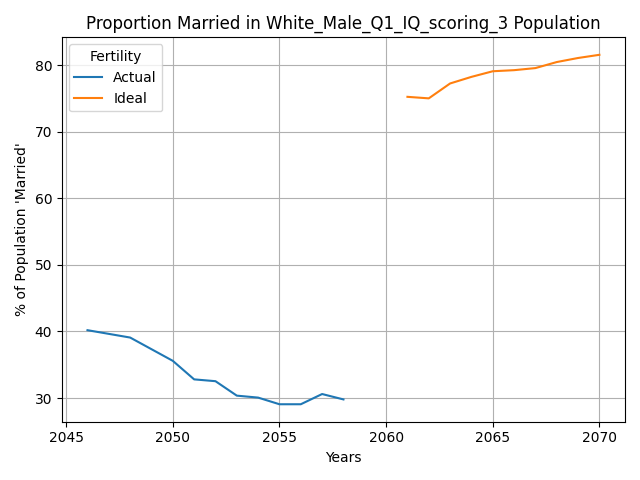 Proportion Married in White_Male_Q1_IQ_scoring_3 Population
Fertility
Actual
Ideal
% of Population 'Married'
80
70
60
50
40
30
2045 2050 2055 2060 2065 2070
Years